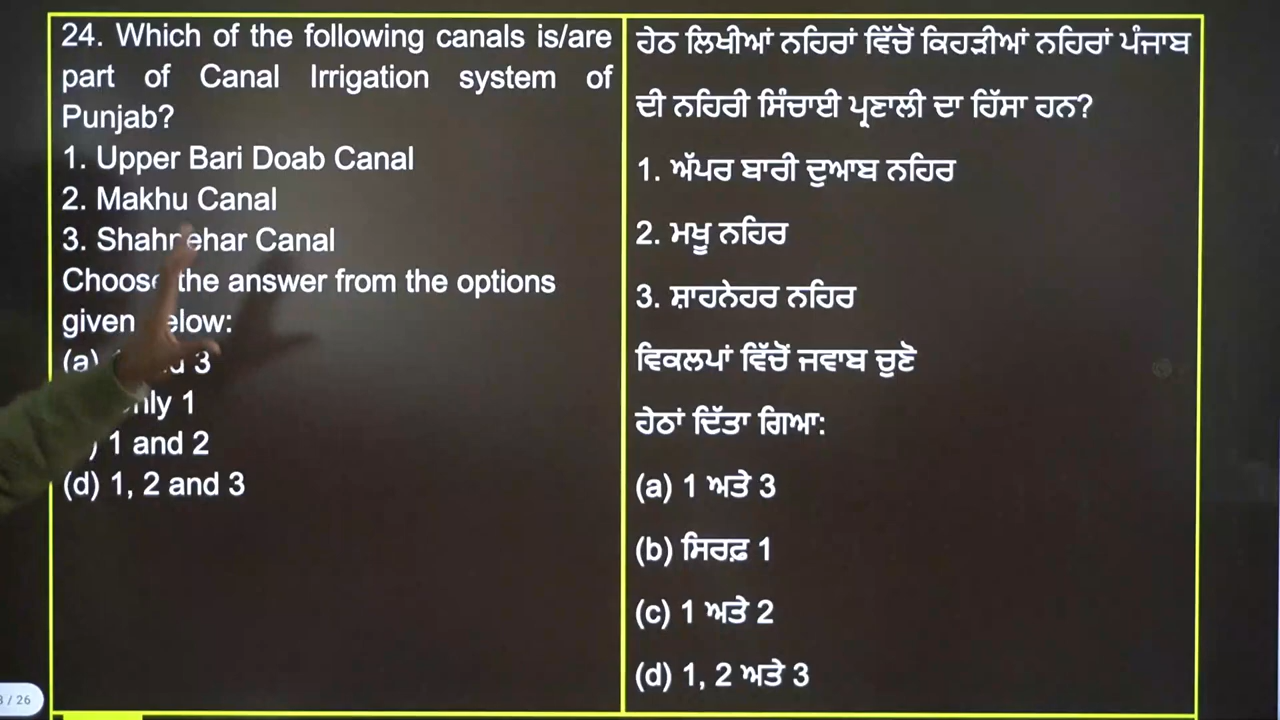 24. Which of the following canals is/are
part of Canal Irrigation system of
Punjab?
1. Upper Bari Doab Canal
2. Makhu Canal
3. Shahnehar Canal
Choose the answer from the options
given elow:
(a) 3
nly 1
) 1 and 2
(d) 1, 2 and 3
ਹੇਠ ਲਿਖੀਆਂ ਨਹਿਰਾਂ ਵਿੱਚੋਂ ਕਿਹੜੀਆਂ ਨਹਿਰਾਂ ਪੰਜਾਬ
ਦੀ ਨਹਿਰੀ ਸਿੰਚਾਈ ਪ੍ਰਣਾਲੀ ਦਾ ਹਿੱਸਾ ਹਨ?
1. ਅੱਪਰ ਬਾਰੀ ਦੁਆਬ ਨਹਿਰ
2. ਮਖੂ ਨਹਿਰ
3. ਸ਼ਾਹਨੇਹਰ ਨਹਿਰ
ਵਿਕਲਪਾਂ ਵਿੱਚੋਂ ਜਵਾਬ ਚੁਣੋ
ਹੇਠਾਂ ਦਿੱਤਾ ਗਿਆ:
(a) 1 ਅਤੇ 3
(b) ਸਿਰਫ਼ 1
(c) 1 ਅਤੇ 2
(d) 1, 2 ਅਤੇ 3
/ 26